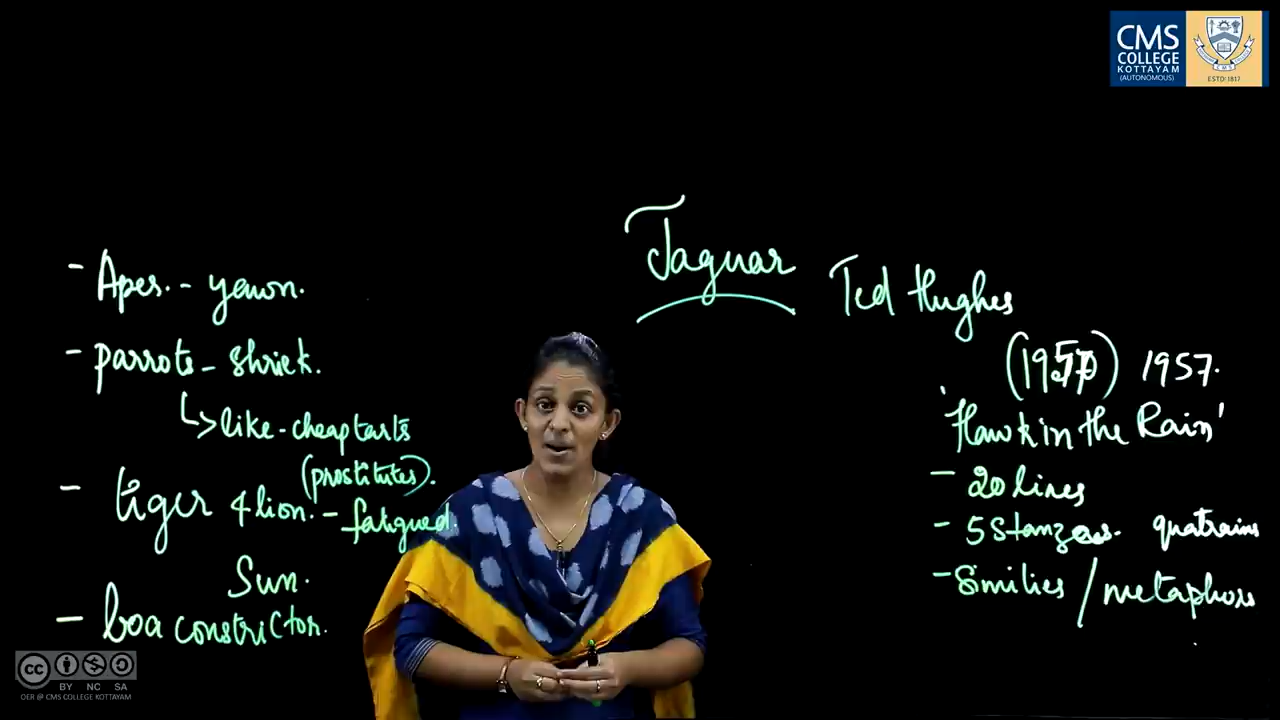 CMS
COLLEGE
KOTTAYAM
(AUTONOMOUS)
ESTD 1817
Jaguar
Ted Hughes
(1957) 1957.
'Hawk in the Rain'
- 20 lines
- 5 Stanzas. quatrains
- Similies / metaphors
- Apes. - yawn.
- parrots - shriek.
↳ like - cheap tarts
(prostitutes).
- tiger & lion. - fatigued.
Sun.
- boa constrictor.
cc
BY NC SA
OER @ CMS COLLEGE KOTTAYAM